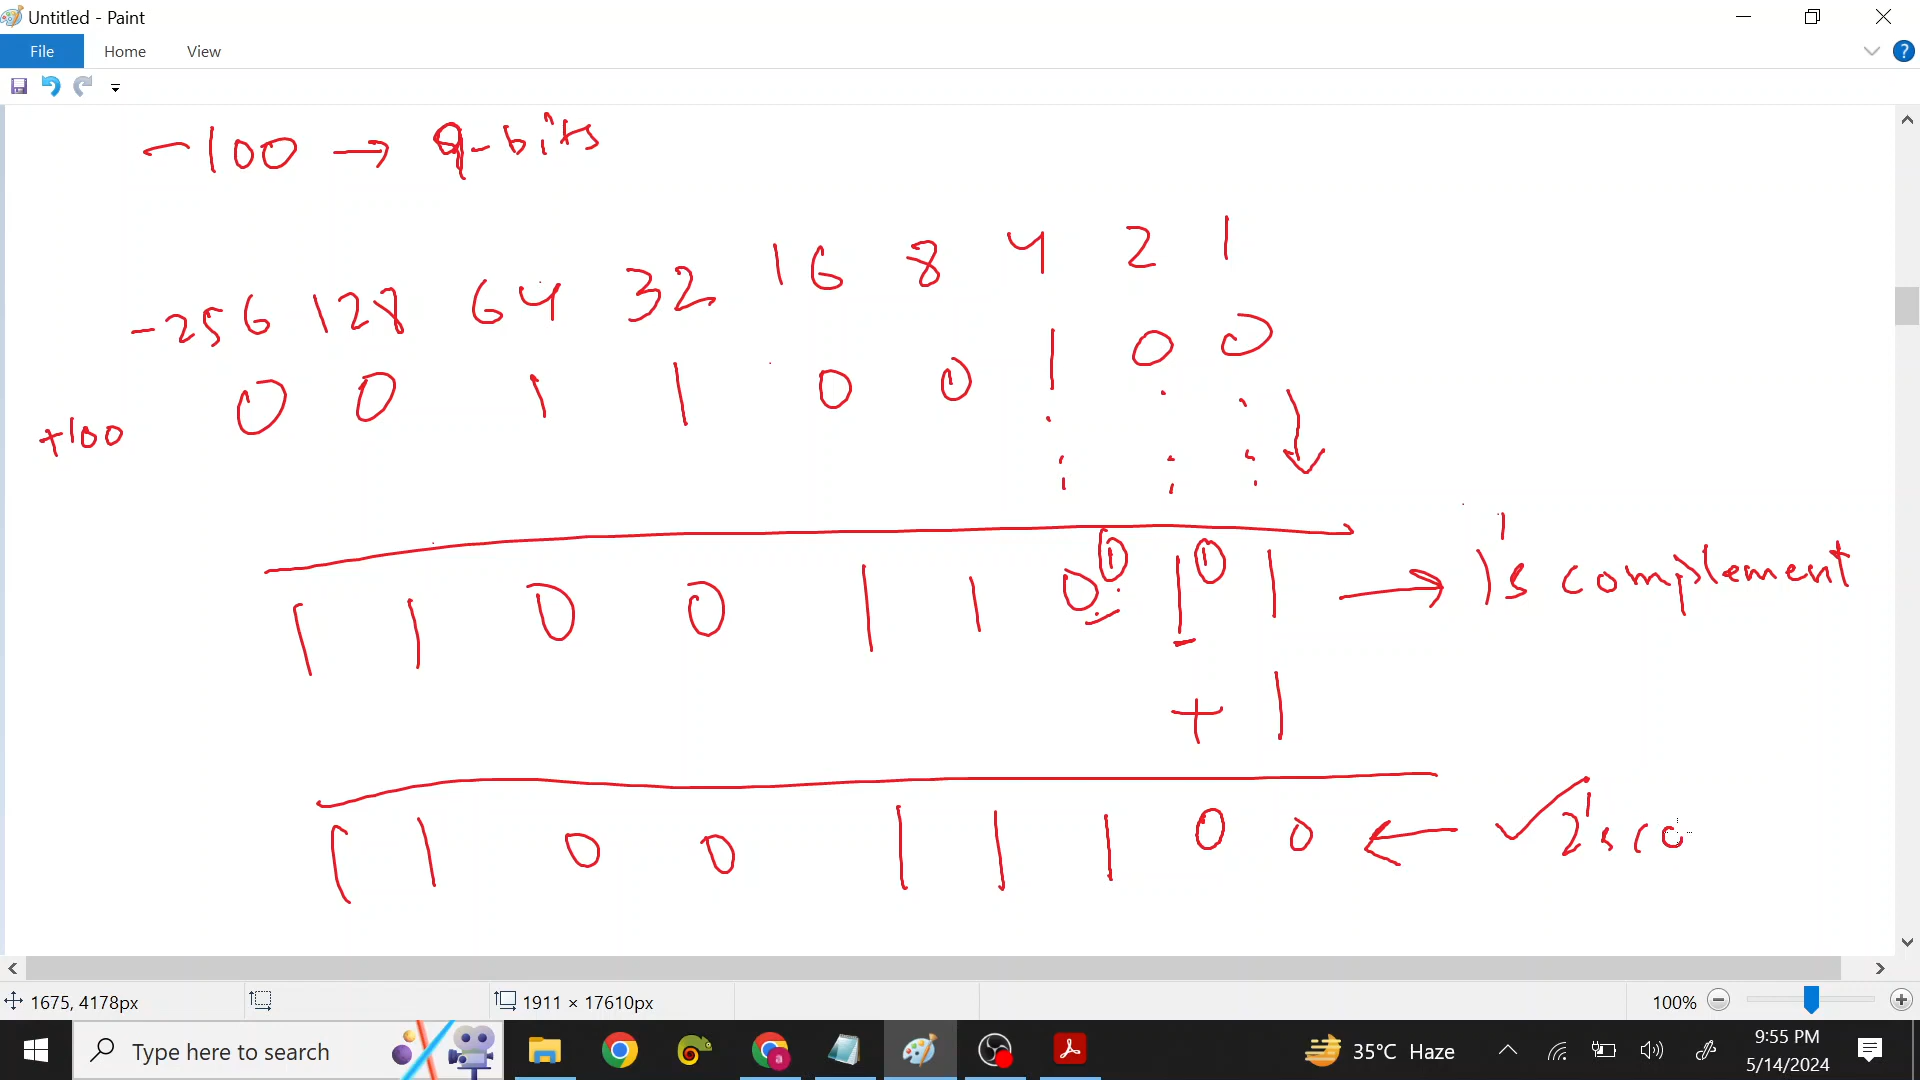 Untitled - Paint
File Home View
-100 → 9-bits
-256 128 64 32 16 8 4 2 1
+100 0 0 1 1 0 0 1 0 0
1 1 0 0 1 1 0 ① 1 ① 1 → 1's complement
+ 1
1 1 0 0 1 1 1 0 0 ← ✓ 2's co
1675, 4178px 1911 × 17610px 100%
Type here to search 35°C Haze 9:55 PM
5/14/2024